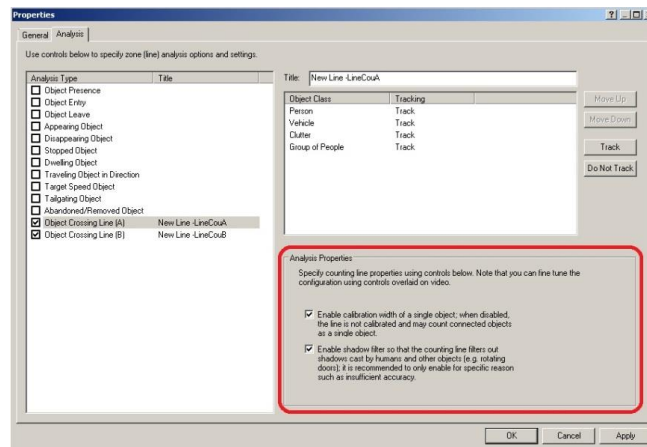 Properties
General Analysis
Use controls below to specify zone (line) analysis options and settings.
Analysis Type Title
Object Presence
Object Entry
Object Leave
Appearing Object
Disappearing Object
Stopped Object
Dwelling Object
Traveling Object in Direction
Target Speed Object
Tailgating Object
Abandoned/Removed Object
Object Crossing Line (A) New Line -LineCouA
Object Crossing Line (B) New Line -LineCouB
Title: New Line -LineCouA
Object Class Tracking
Person Track
Vehicle Track
Clutter Track
Group of People Track
Move Up
Move Down
Track
Do Not Track
Analysis Properties
Specify counting line properties using controls below. Note that you can fine tune the
configuration using controls overlaid on video.
Enable calibration width of a single object; when disabled,
the line is not calibrated and may count connected objects
as a single object.
Enable shadow filter so that the counting line filters out
shadows cast by humans and other objects (e.g. rotating
doors); it is recommended to only enable for specific reason
such as insufficient accuracy.
OK Cancel Apply